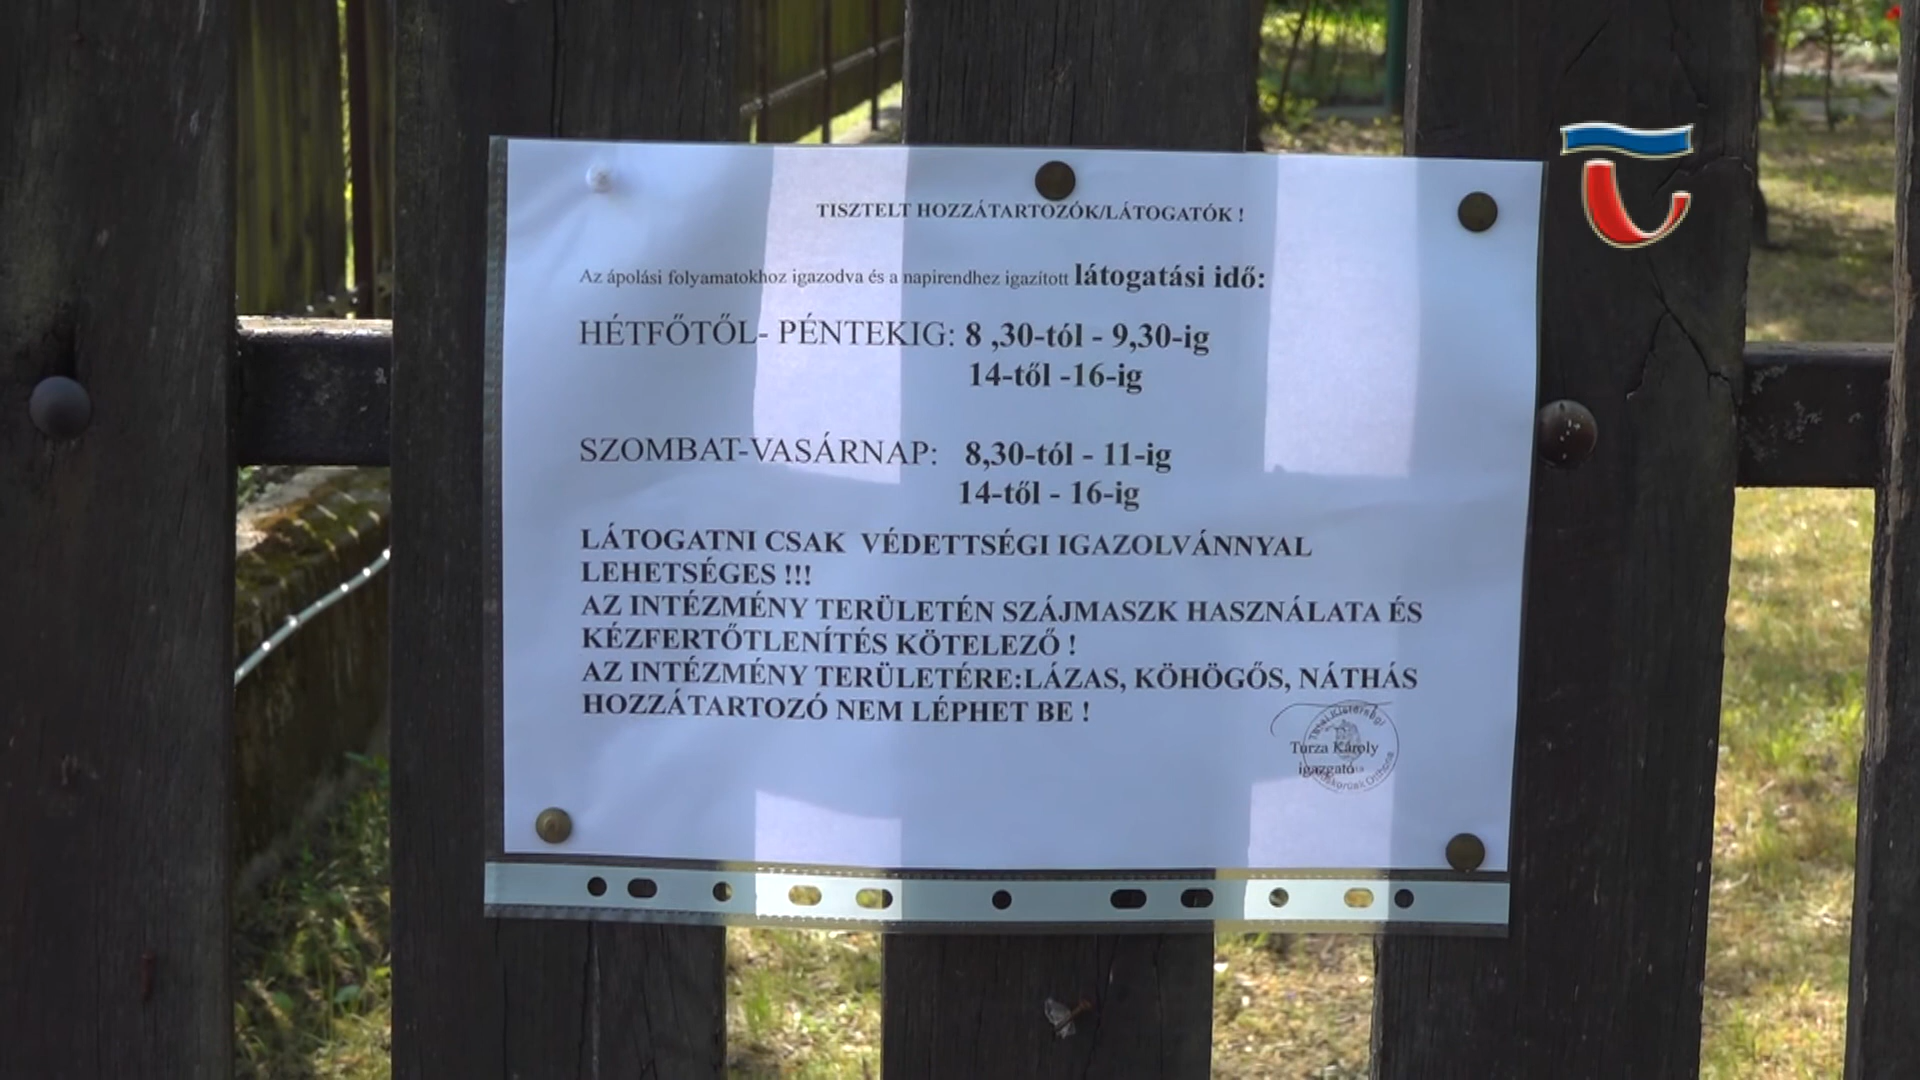 TISZTELT HOZZÁTARTOZÓK/LÁTOGATÓK !
Az ápolási folyamatokhoz igazodva és a napirendhez igazított látogatási idő:
HÉTFŐTŐL- PÉNTEKIG: 8 ,30-tól - 9,30-ig
14-től -16-ig
SZOMBAT-VASÁRNAP: 8,30-tól - 11-ig
14-től - 16-ig
LÁTOGATNI CSAK VÉDETTSÉGI IGAZOLVÁNNYAL
LEHETSÉGES !!!
AZ INTÉZMÉNY TERÜLETÉN SZÁJMASZK HASZNÁLATA ÉS
KÉZFERTŐTLENÍTÉS KÖTELEZŐ !
AZ INTÉZMÉNY TERÜLETÉRE:LÁZAS, KÖHÖGŐS, NÁTHÁS
HOZZÁTARTOZÓ NEM LÉPHET BE !
Turza Károly
igazgató